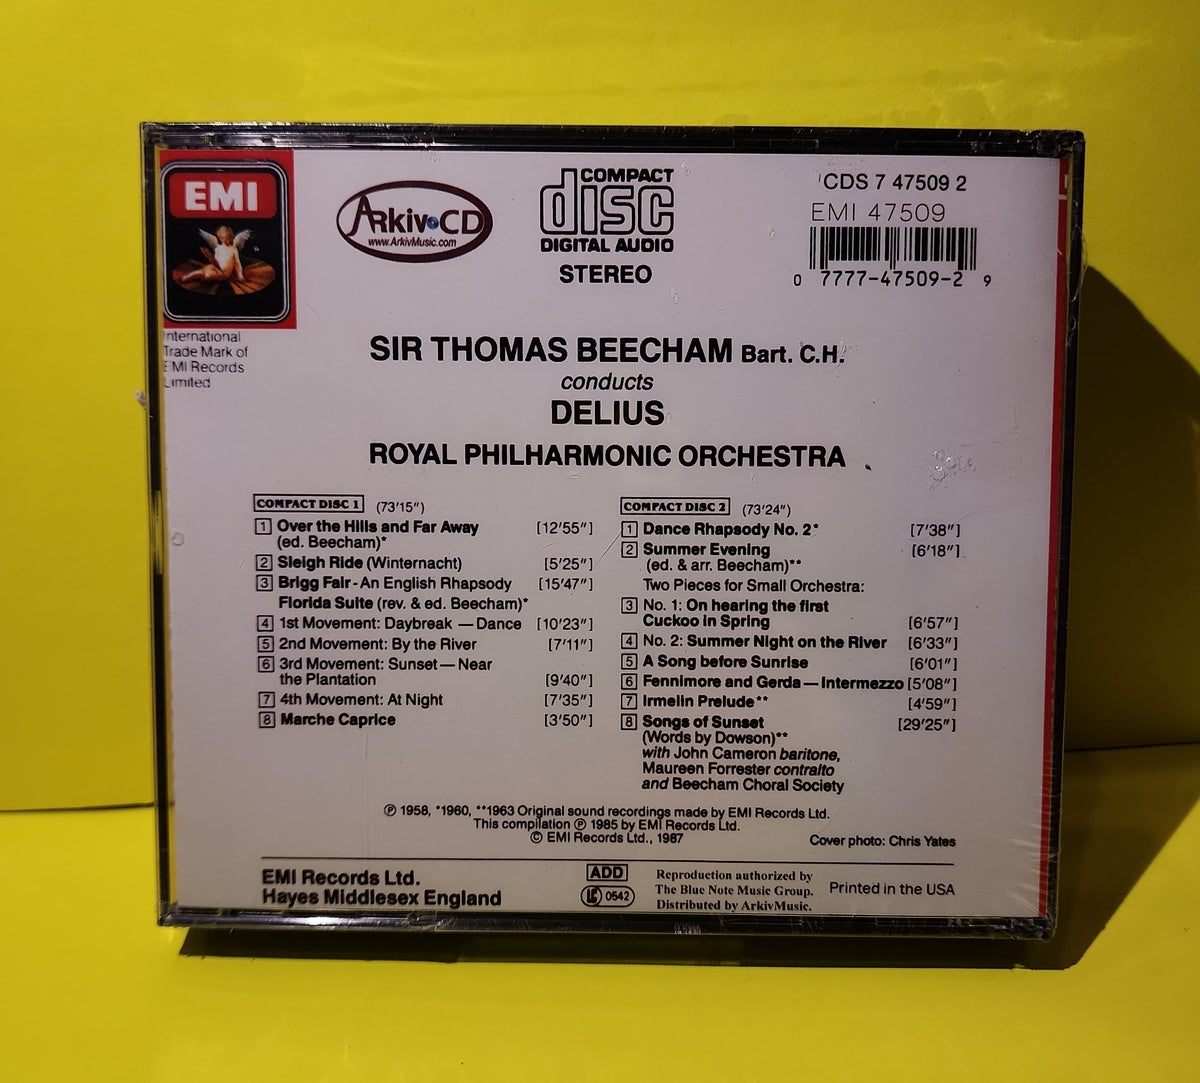 EMI
International
Trade Mark of
EMI Records
Limited
ArkivCD
www.ArkivMusic.com
COMPACT
disc
DIGITAL AUDIO
STEREO
CDS 7 47509 2
EMI 47509
0 7777-47509-2 9
SIR THOMAS BEECHAM Bart. C.H.
conducts
DELIUS
ROYAL PHILHARMONIC ORCHESTRA
COMPACT DISC 1 (73'15")
1 Over the Hills and Far Away [12'55"]
(ed. Beecham)*
2 Sleigh Ride (Winternacht) [5'25"]
3 Brigg Fair - An English Rhapsody [15'47"]
Florida Suite (rev. & ed. Beecham)*
4 1st Movement: Daybreak — Dance [10'23"]
5 2nd Movement: By the River [7'11"]
6 3rd Movement: Sunset — Near
the Plantation [9'40"]
7 4th Movement: At Night [7'35"]
8 Marche Caprice [3'50"]
COMPACT DISC 2 (73'24")
1 Dance Rhapsody No. 2* [7'38"]
2 Summer Evening [6'18"]
(ed. & arr. Beecham)**
Two Pieces for Small Orchestra:
3 No. 1: On hearing the first
Cuckoo in Spring [6'57"]
4 No. 2: Summer Night on the River [6'33"]
5 A Song before Sunrise [6'01"]
6 Fennimore and Gerda — Intermezzo [5'08"]
7 Irmelin Prelude** [4'59"]
8 Songs of Sunset [29'25"]
(Words by Dowson)**
with John Cameron baritone,
Maureen Forrester contralto
and Beecham Choral Society
℗ 1958, *1960, **1963 Original sound recordings made by EMI Records Ltd.
This compilation ℗ 1985 by EMI Records Ltd.
© EMI Records Ltd., 1987
Cover photo: Chris Yates
EMI Records Ltd.
Hayes Middlesex England
ADD
LC 0542
Reproduction authorized by
The Blue Note Music Group.
Distributed by ArkivMusic.
Printed in the USA